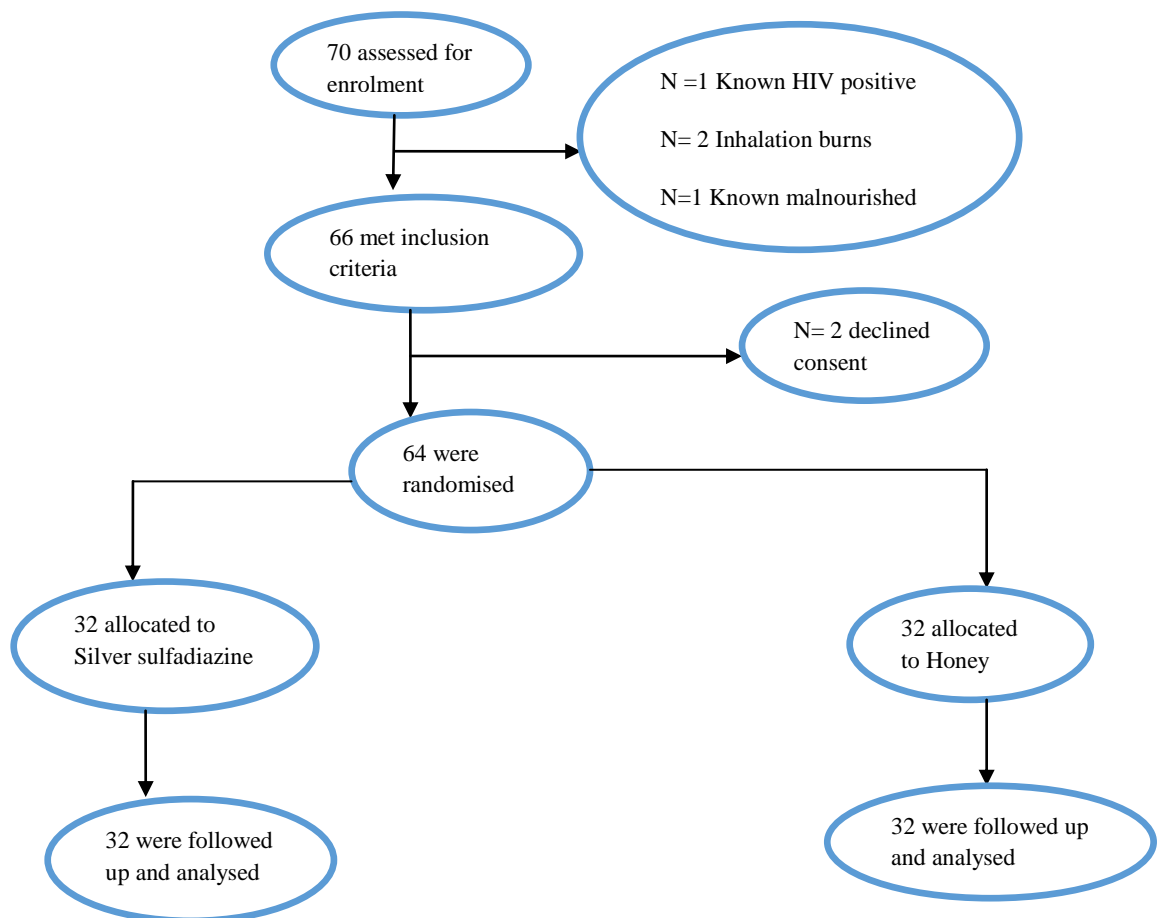 70 assessed for
enrolment
N =1 Known HIV positive
N= 2 Inhalation burns
N=1 Known malnourished
66 met inclusion
criteria
N= 2 declined
consent
64 were
randomised
32 allocated to
Silver sulfadiazine
32 allocated
to Honey
32 were followed
up and analysed
32 were followed up
and analysed